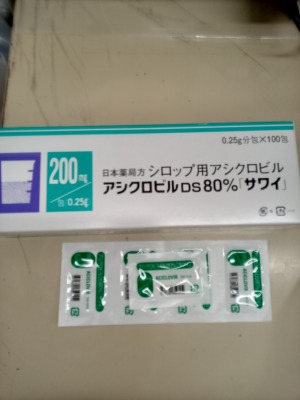 0.25g分包×100包
200mg
包 0.25g
日本薬局方 シロップ用アシクロビル
アシクロビルDS80%「サワイ」